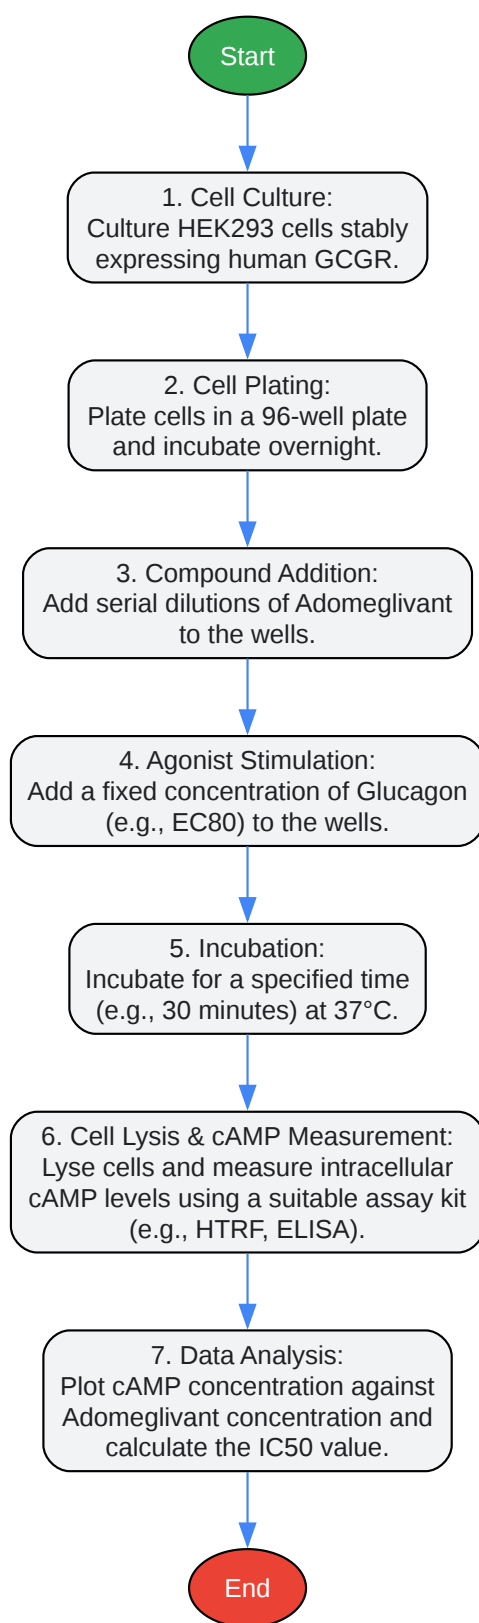 Start
1. Cell Culture:
Culture HEK293 cells stably
expressing human GCGR.
2. Cell Plating:
Plate cells in a 96-well plate
and incubate overnight.
3. Compound Addition:
Add serial dilutions of Adomeglivant
to the wells.
4. Agonist Stimulation:
Add a fixed concentration of Glucagon
(e.g., EC80) to the wells.
5. Incubation:
Incubate for a specified time
(e.g., 30 minutes) at 37°C.
6. Cell Lysis & cAMP Measurement:
Lyse cells and measure intracellular
cAMP levels using a suitable assay kit
(e.g., HTRF, ELISA).
7. Data Analysis:
Plot cAMP concentration against
Adomeglivant concentration and
calculate the IC50 value.
End